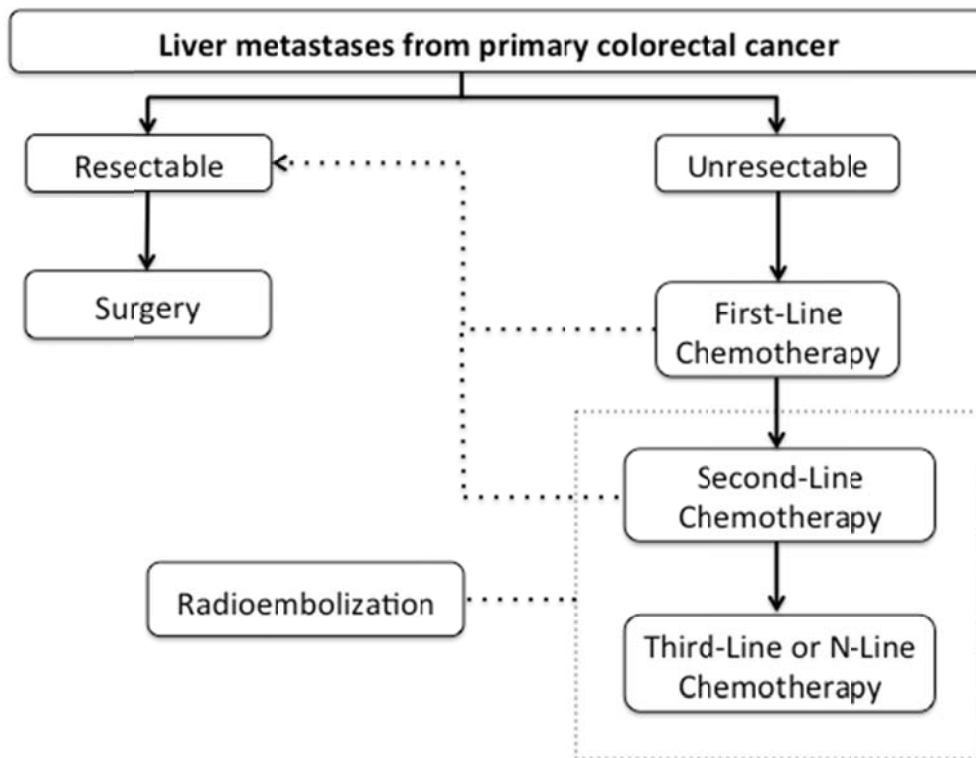 Liver metastases from primary colorectal cancer
Resectable
Unresectable
Surgery
First-Line
Chemotherapy
Second-Line
Chemotherapy
Radioembolization
Third-Line or N-Line
Chemotherapy